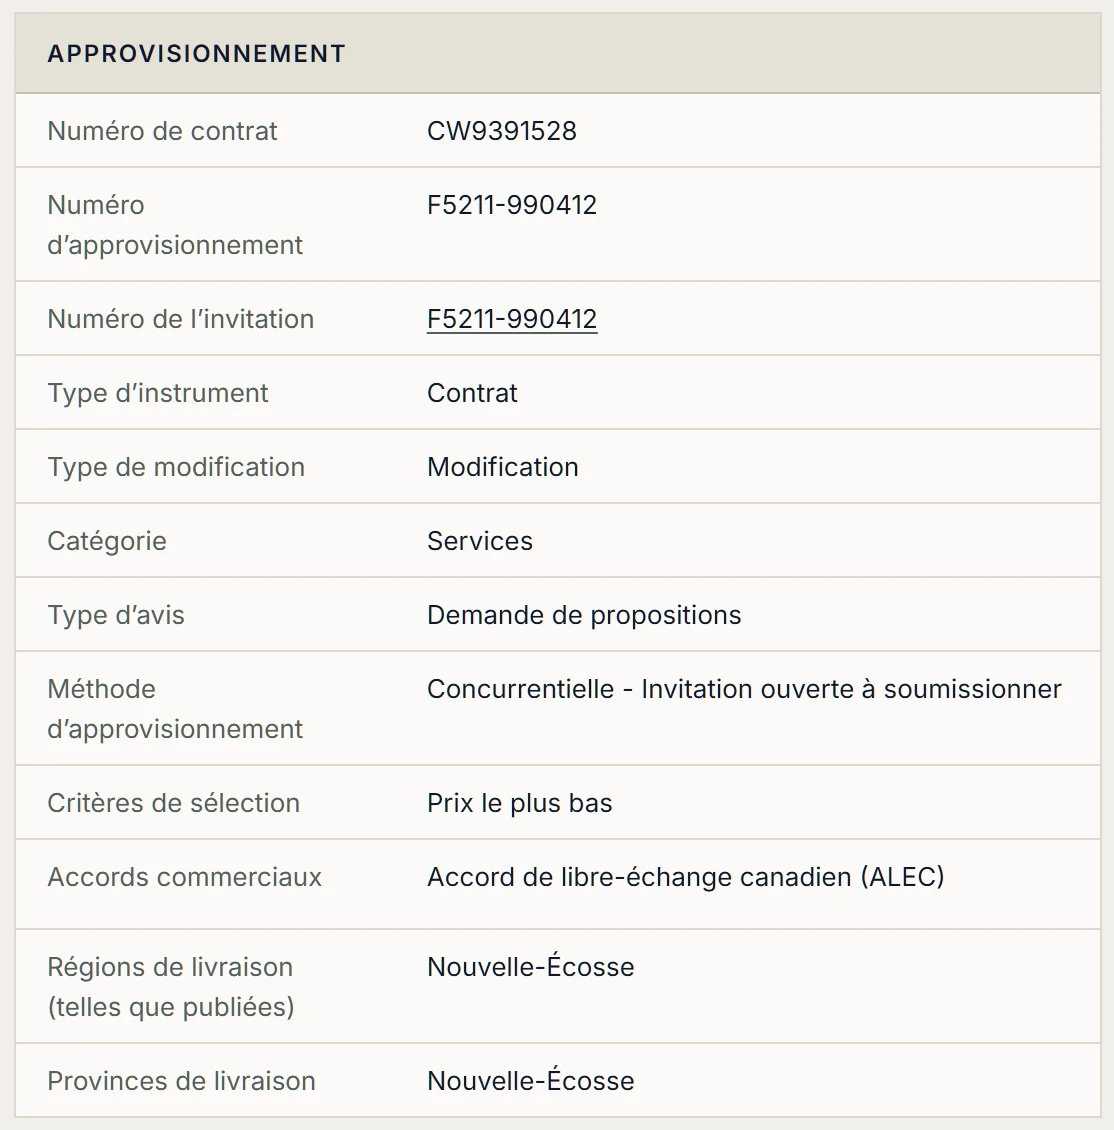 APPROVISIONNEMENT
Numéro de contrat CW9391528
Numéro F5211-990412
d’approvisionnement
Numéro de l’invitation F5211-990412
Type d’instrument Contrat
Type de modification Modification
Catégorie Services
Type d’avis Demande de propositions
Méthode Concurrentielle - Invitation ouverte à soumissionner
d’approvisionnement
Critères de sélection Prix le plus bas
Accords commerciaux Accord de libre-échange canadien (ALEC)
Régions de livraison Nouvelle-Écosse
(telles que publiées)
Provinces de livraison Nouvelle-Écosse